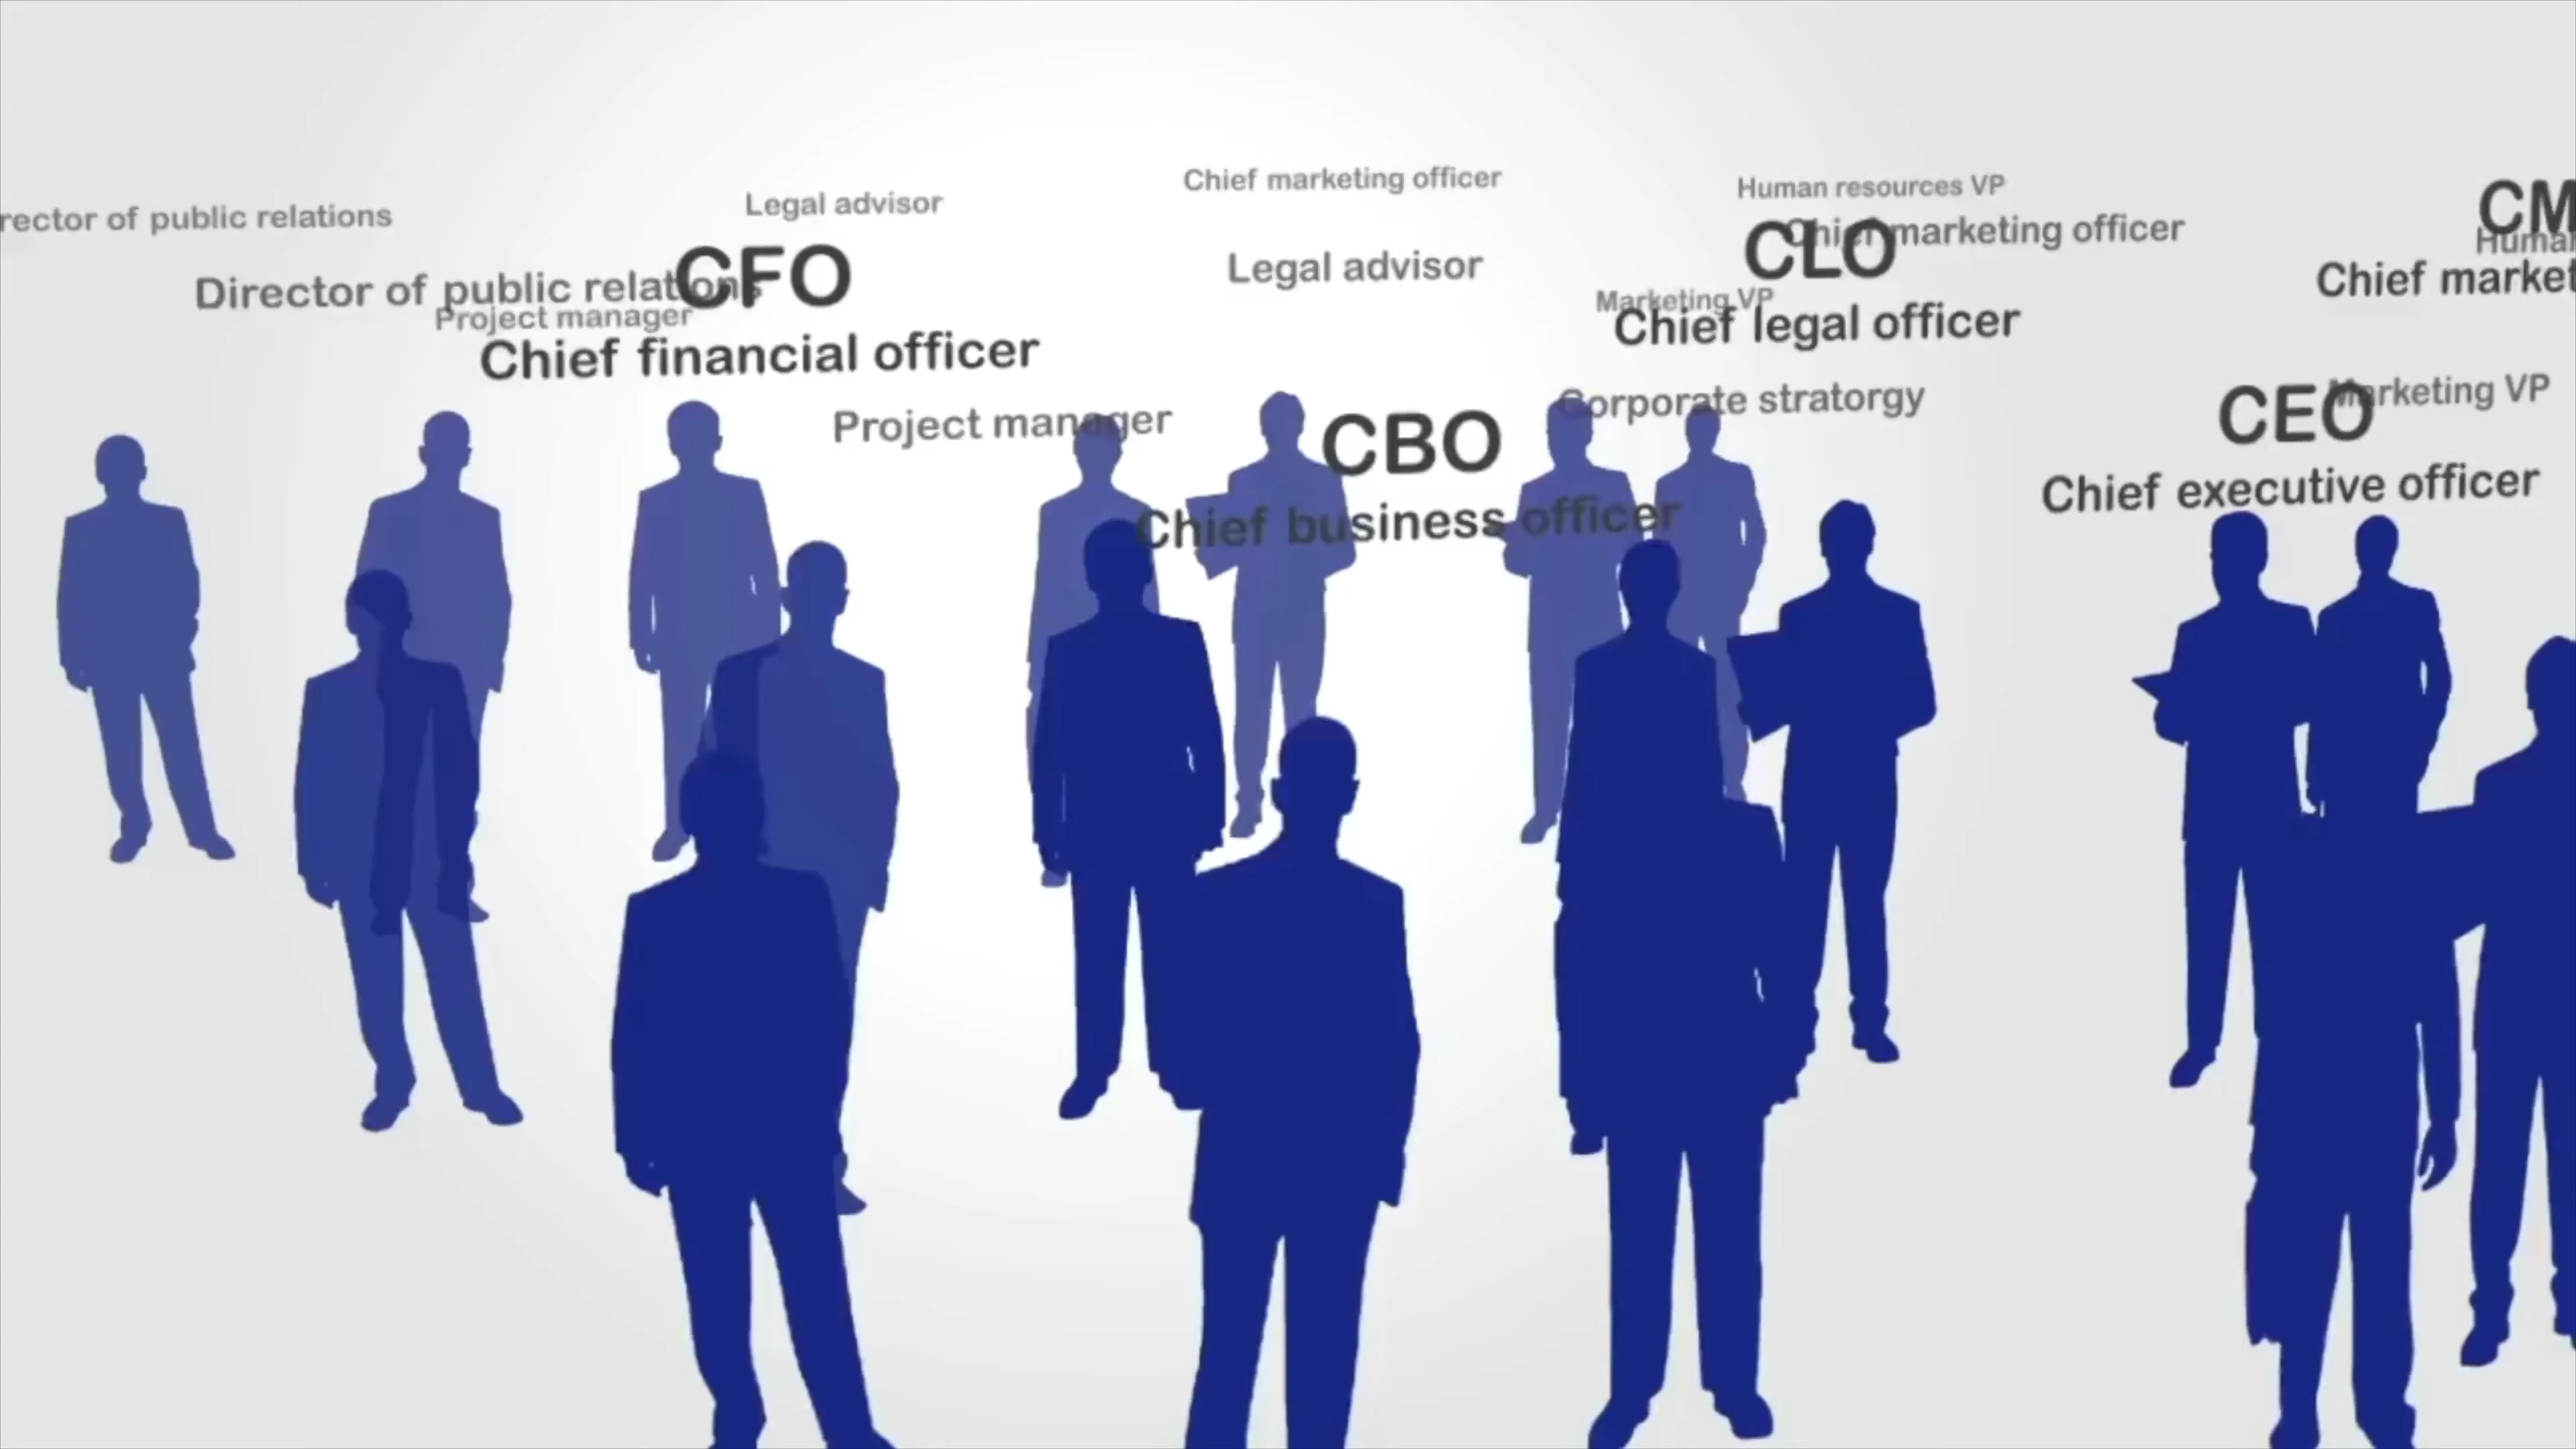 Chief marketing officer
Human resources VP
Legal advisor
rector of public relations
CM
Chief marketing officer
Human
CLO
Legal advisor
CFO
Chief market
Director of public relations
Marketing VP
Project manager
Chief legal officer
Chief financial officer
Marketing VP
Corporate stratorgy
CEO
Project manager
CBO
Chief executive officer
Chief business officer